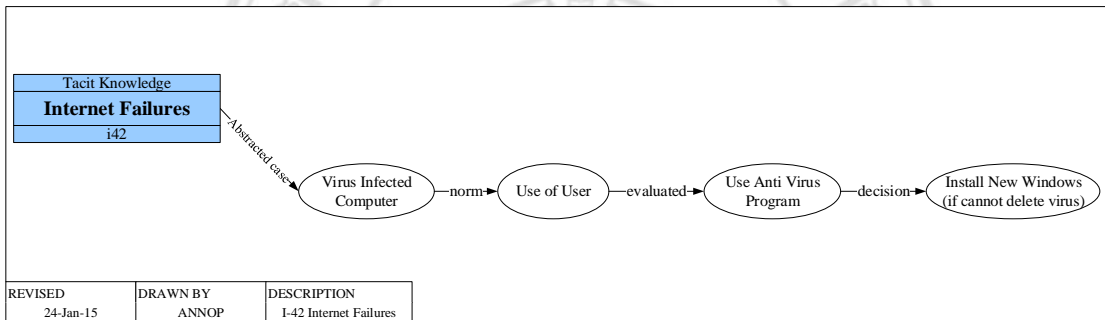 Tacit Knowledge
Internet Failures
i42
Abstracted case
Virus Infected
Computer
norm
Use of User
evaluated
Use Anti Virus
Program
decision
Install New Windows
(if cannot delete virus)
REVISED
24-Jan-15
DRAWN BY
ANNOP
DESCRIPTION
I-42 Internet Failures